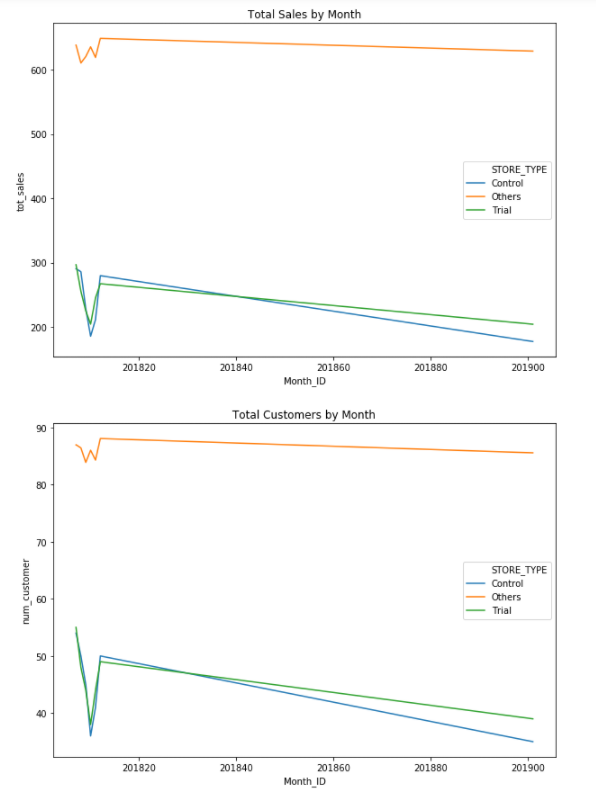 Total Sales by Month
600
500
400
300
200
tot_sales
STORE_TYPE
Control
Others
Trial
201820 201840 201860 201880 201900
Month_ID
Total Customers by Month
90
80
70
60
50
40
num_customer
STORE_TYPE
Control
Others
Trial
201820 201840 201860 201880 201900
Month_ID